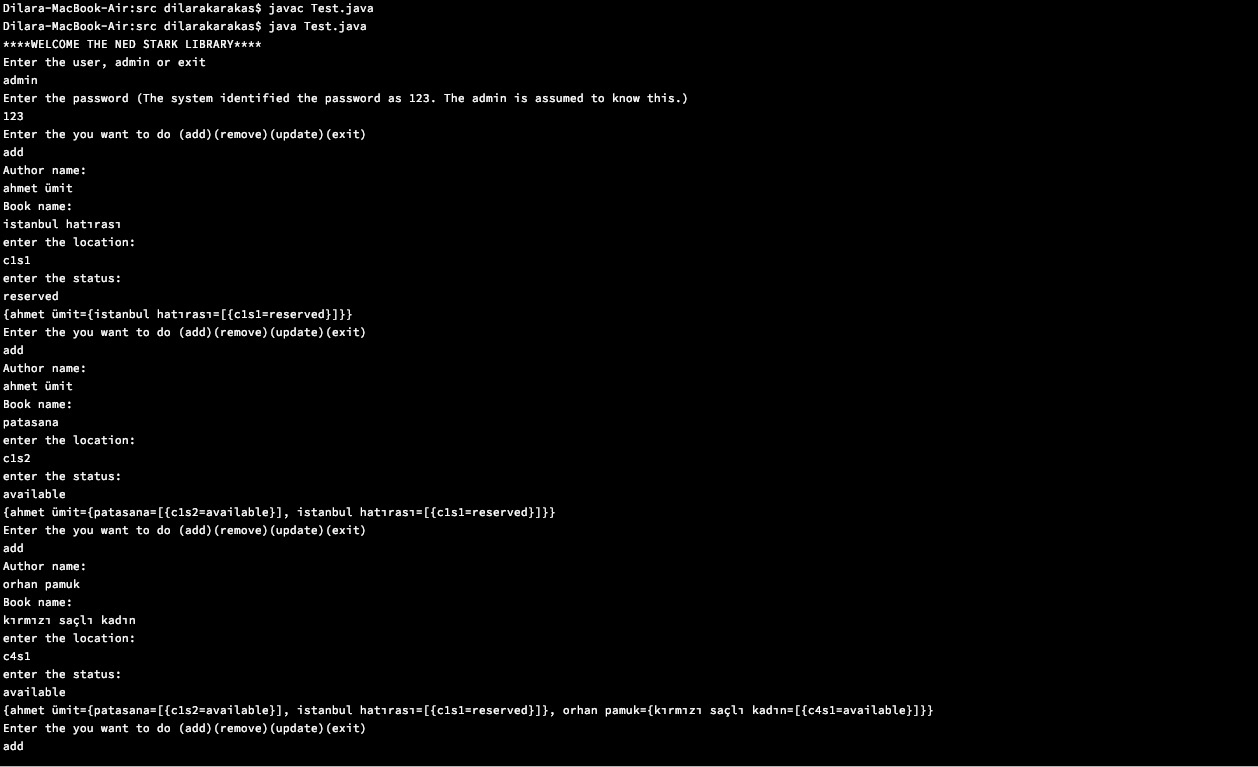 Dilara-MacBook-Air:src dilarakarakas$ javac Test.java
Dilara-MacBook-Air:src dilarakarakas$ java Test.java
****WELCOME THE NED STARK LIBRARY****
Enter the user, admin or exit
admin
Enter the password (The system identified the password as 123. The admin is assumed to know this.)
123
Enter the you want to do (add)(remove)(update)(exit)
add
Author name:
ahmet ümit
Book name:
istanbul hatırası
enter the location:
c1s1
enter the status:
reserved
{ahmet ümit={istanbul hatırası=[{c1s1=reserved}]}}
Enter the you want to do (add)(remove)(update)(exit)
add
Author name:
ahmet ümit
Book name:
patasana
enter the location:
c1s2
enter the status:
available
{ahmet ümit={patasana=[{c1s2=available}], istanbul hatırası=[{c1s1=reserved}]}}
Enter the you want to do (add)(remove)(update)(exit)
add
Author name:
orhan pamuk
Book name:
kırmızı saçlı kadın
enter the location:
c4s1
enter the status:
available
{ahmet ümit={patasana=[{c1s2=available}], istanbul hatırası=[{c1s1=reserved}]}, orhan pamuk={kırmızı saçlı kadın=[{c4s1=available}]}}
Enter the you want to do (add)(remove)(update)(exit)
add